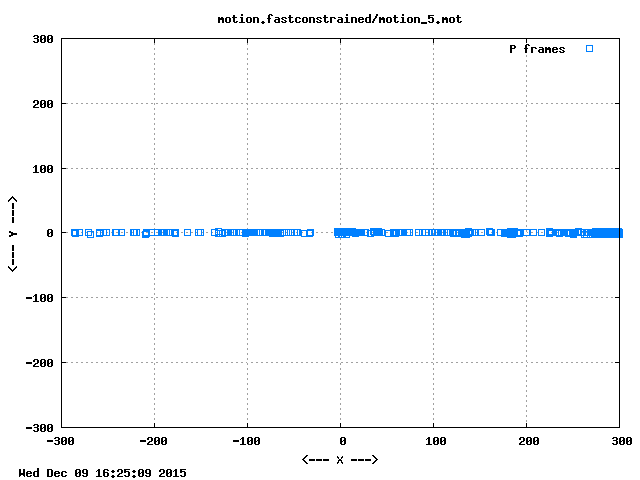 motion.fastconstrained/motion_5.mot
P frames
300
200
100
0
-100
-200
-300
<--- Y --->
-300 -200 -100 0 100 200 300
<--- X --->
Wed Dec 09 16:25:09 2015